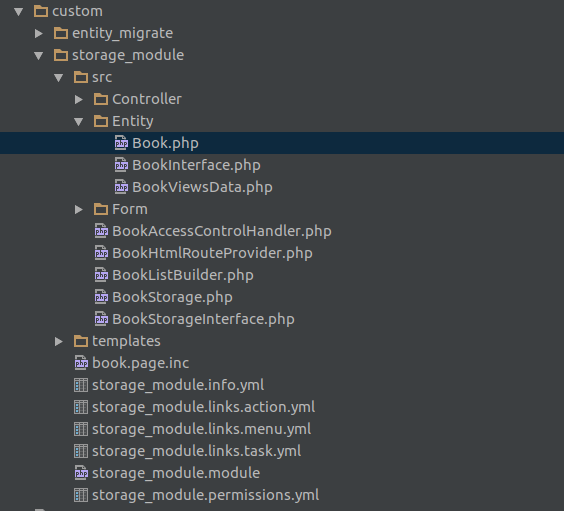 custom
entity_migrate
storage_module
src
Controller
Entity
Book.php
BookInterface.php
BookViewsData.php
Form
BookAccessControlHandler.php
BookHtmlRouteProvider.php
BookListBuilder.php
BookStorage.php
BookStorageInterface.php
templates
book.page.inc
storage_module.info.yml
storage_module.links.action.yml
storage_module.links.menu.yml
storage_module.links.task.yml
storage_module.module
storage_module.permissions.yml